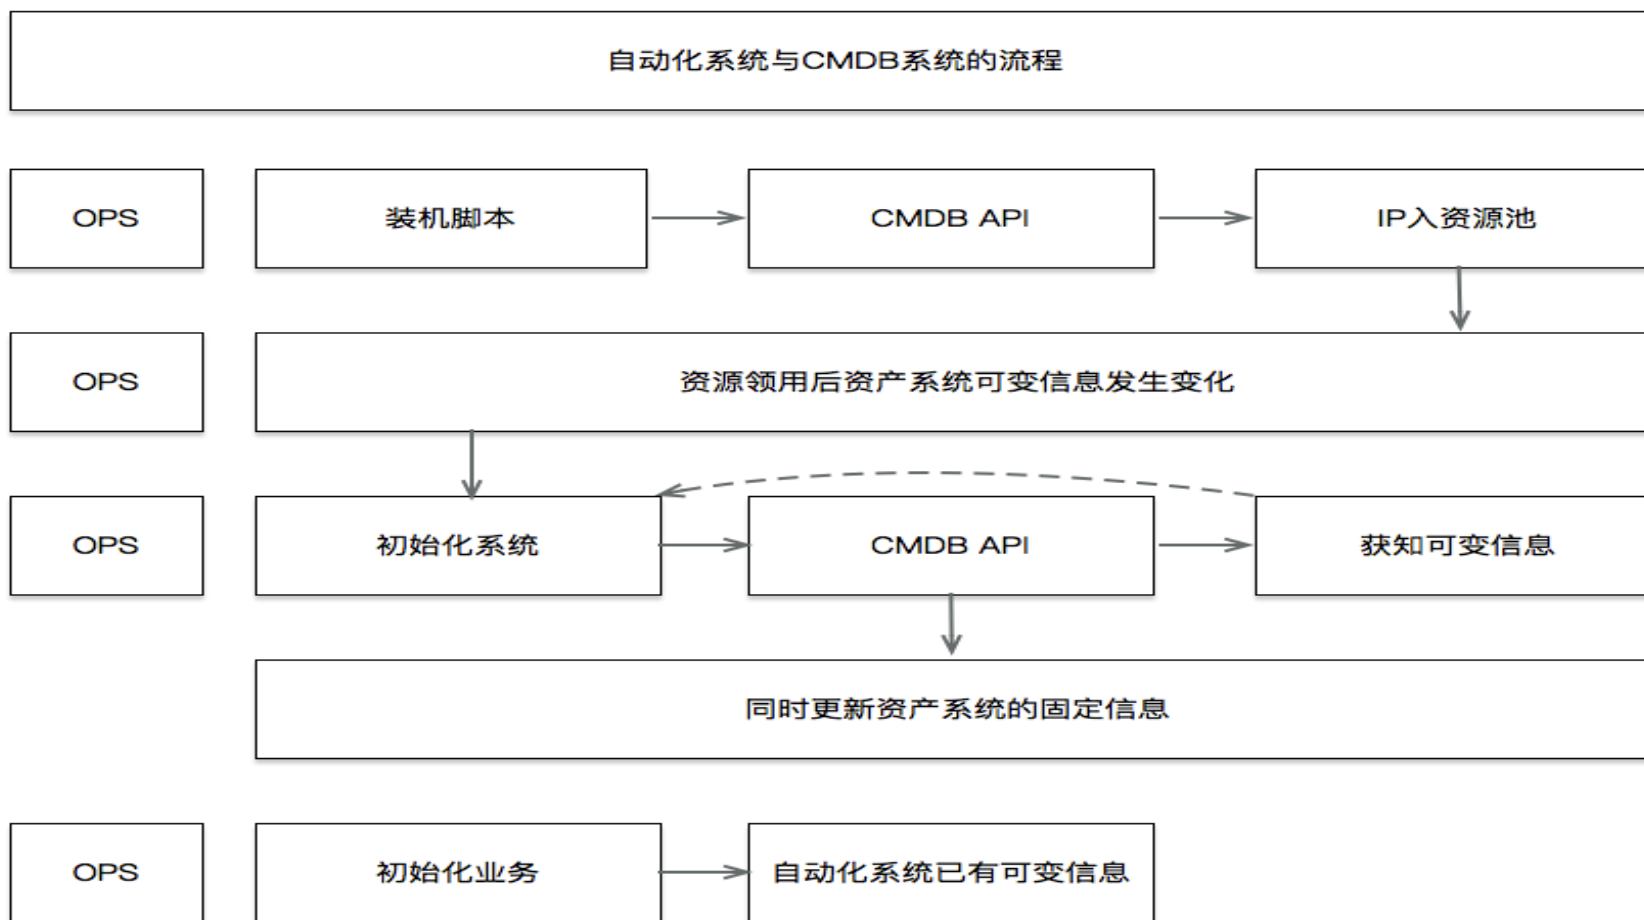 自动化系统与CMDB系统的流程
OPS
装机脚本
CMDB API
IP入资源池
OPS
资源领用后资产系统可变信息发生变化
OPS
初始化系统
CMDB API
获知可变信息
同时更新资产系统的固定信息
OPS
初始化业务
自动化系统已有可变信息